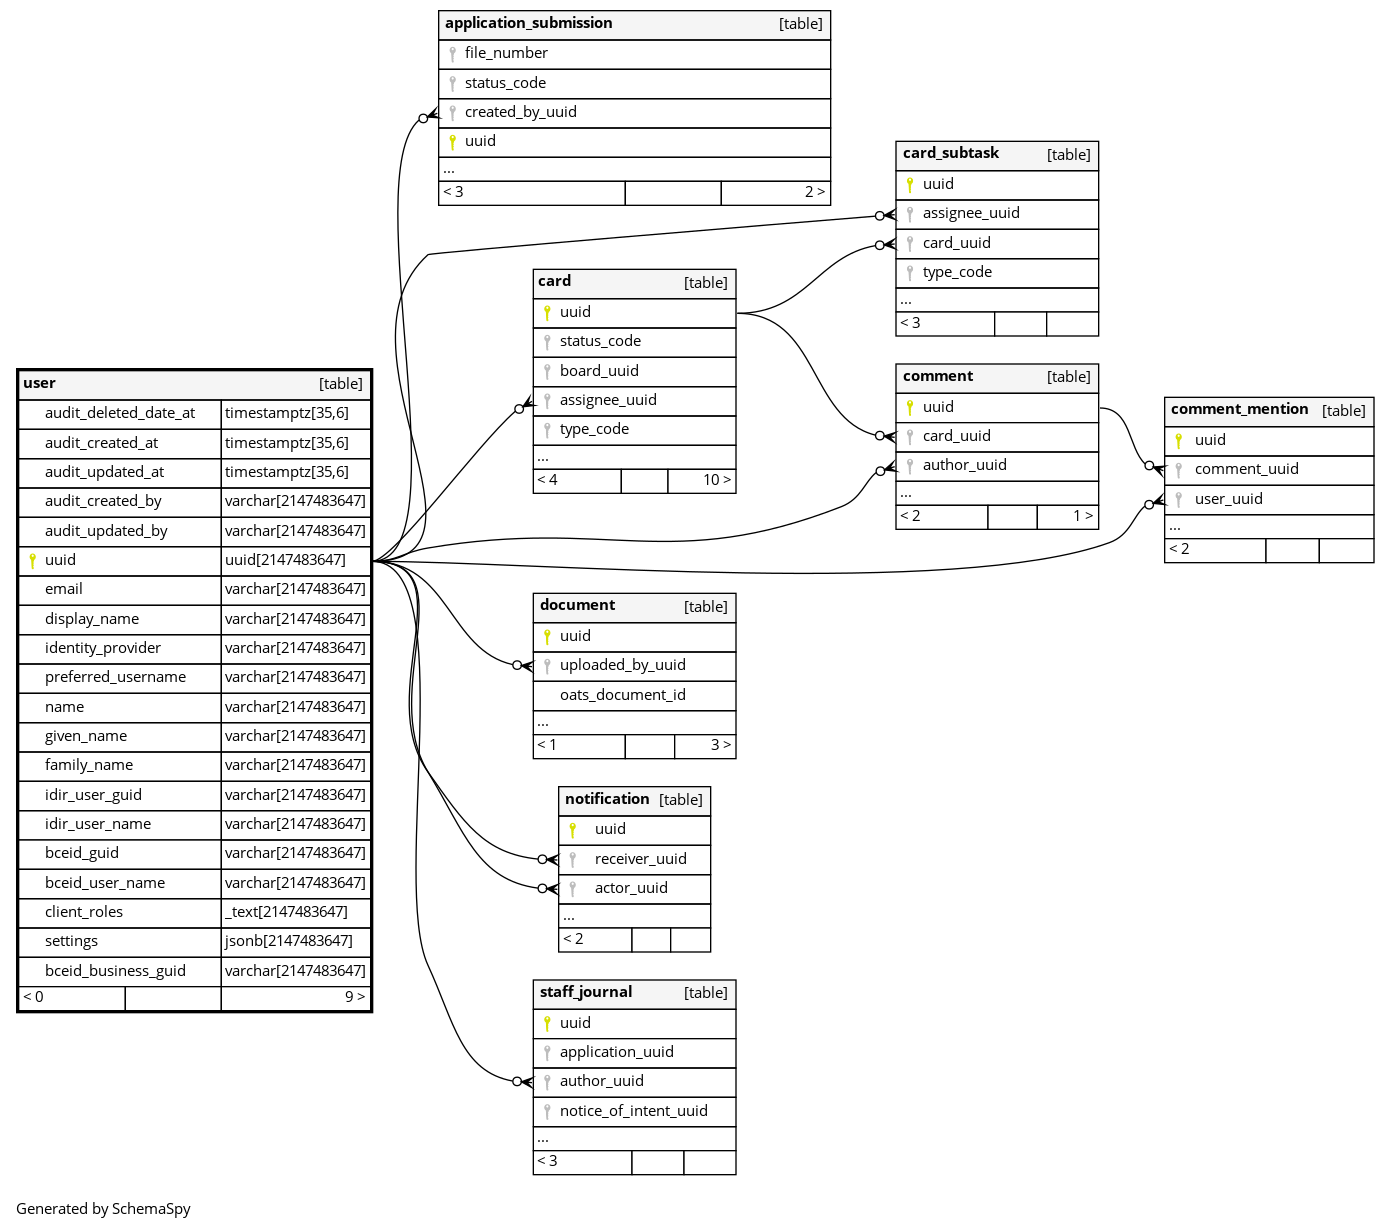 application_submission [table]
file_number
status_code
created_by_uuid
uuid
...
< 3 2 >
card_subtask [table]
uuid
assignee_uuid
card_uuid
type_code
...
< 3
card [table]
uuid
status_code
board_uuid
assignee_uuid
type_code
...
< 4 10 >
comment [table]
uuid
card_uuid
author_uuid
...
< 2 1 >
comment_mention [table]
uuid
comment_uuid
user_uuid
...
< 2
user [table]
audit_deleted_date_at timestamptz[35,6]
audit_created_at timestamptz[35,6]
audit_updated_at timestamptz[35,6]
audit_created_by varchar[2147483647]
audit_updated_by varchar[2147483647]
uuid uuid[2147483647]
email varchar[2147483647]
display_name varchar[2147483647]
identity_provider varchar[2147483647]
preferred_username varchar[2147483647]
name varchar[2147483647]
given_name varchar[2147483647]
family_name varchar[2147483647]
idir_user_guid varchar[2147483647]
idir_user_name varchar[2147483647]
bceid_guid varchar[2147483647]
bceid_user_name varchar[2147483647]
client_roles _text[2147483647]
settings jsonb[2147483647]
bceid_business_guid varchar[2147483647]
< 0 9 >
document [table]
uuid
uploaded_by_uuid
oats_document_id
...
< 1 3 >
notification [table]
uuid
receiver_uuid
actor_uuid
...
< 2
staff_journal [table]
uuid
application_uuid
author_uuid
notice_of_intent_uuid
...
< 3
Generated by SchemaSpy